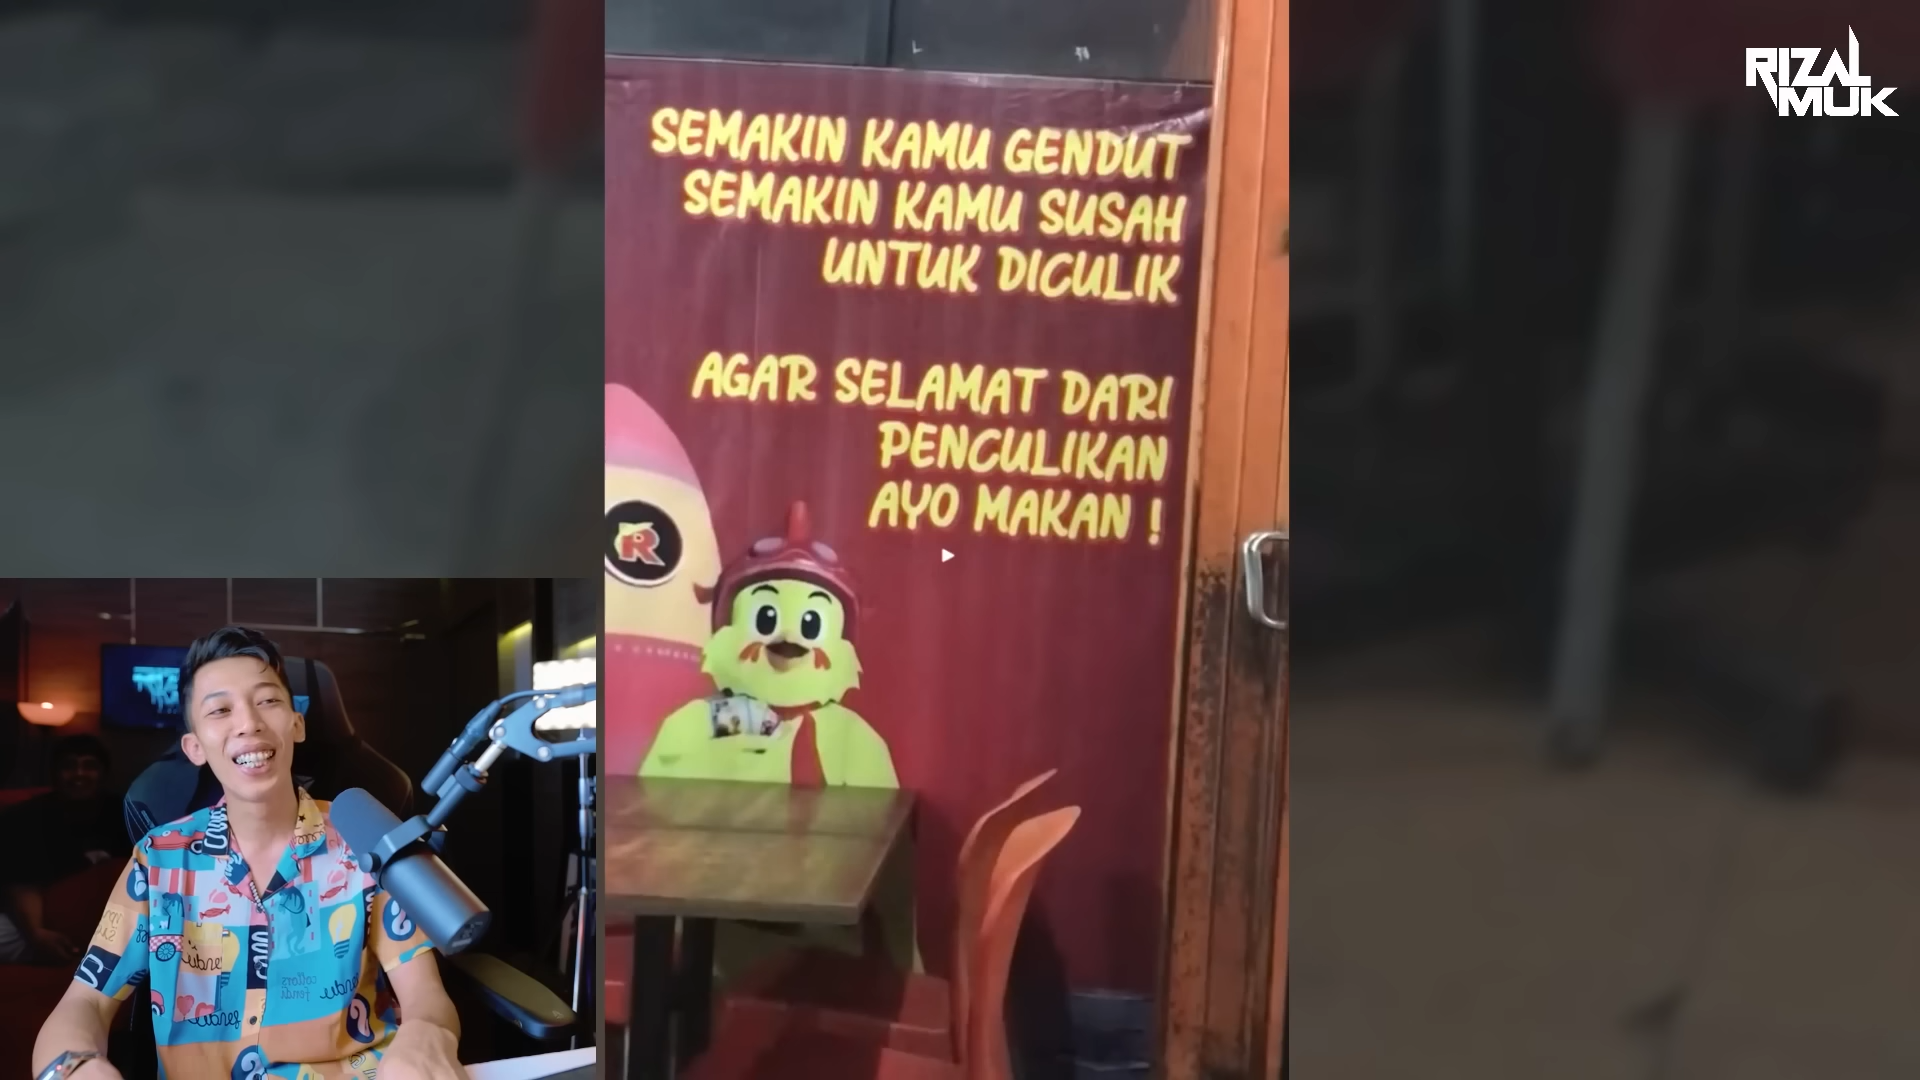 RIZAL
MUK
SEMAKIN KAMU GENDUT
SEMAKIN KAMU SUSAH
UNTUK DICULIK
AGAR SELAMAT DARI
PENCULIKAN
AYO MAKAN !
R